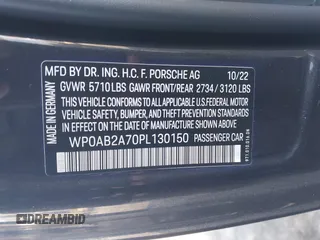 MFD BY DR. ING. H.C. F. PORSCHE AG 10/22
GVWR 5710 LBS GAWR FRONT/REAR 2734 / 3120 LBS
THIS VEHICLE CONFORMS TO ALL APPLICABLE FEDERAL
MOTOR VEHICLE SAFETY, BUMPER, AND THEFT PREVENTION
STANDARDS IN EFFECT ON THE DATE OF MANUFACTURE
SHOWN ABOVE.
WP0AB2A70PL130150 PASSENGER CAR
MADE IN GERMANY
DREAMBID